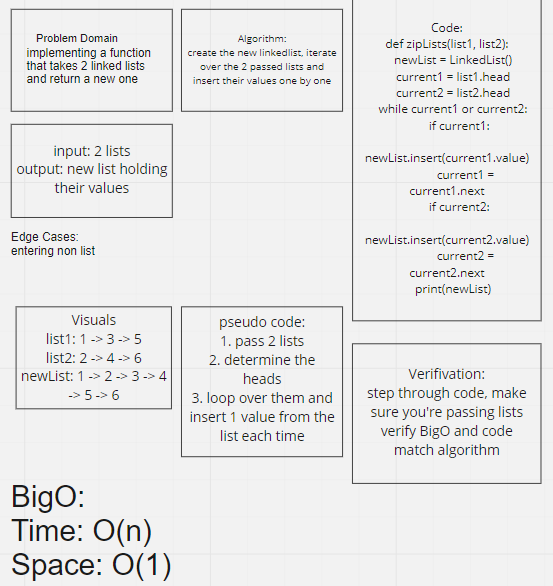 Problem Domain
implementing a function
that takes 2 linked lists
and return a new one
Algorithm:
create the new linkedlist, iterate
over the 2 passed lists and
insert their values one by one
Code:
def zipLists(list1, list2):
newList = LinkedList()
current1 = list1.head
current2 = list2.head
while current1 or current2:
if current1:
newList.insert(current1.value)
current1 =
current1.next
if current2:
newList.insert(current2.value)
current2 =
current2.next
print(newList)
input: 2 lists
output: new list holding
their values
Edge Cases:
entering non list
Visuals
list1: 1 -> 3 -> 5
list2: 2 -> 4 -> 6
newList: 1 -> 2 -> 3 -> 4
-> 5 -> 6
pseudo code:
1. pass 2 lists
2. determine the
heads
3. loop over them and
insert 1 value from the
list each time
Verifivation:
step through code, make
sure you're passing lists
verify BigO and code
match algorithm
BigO:
Time: O(n)
Space: O(1)